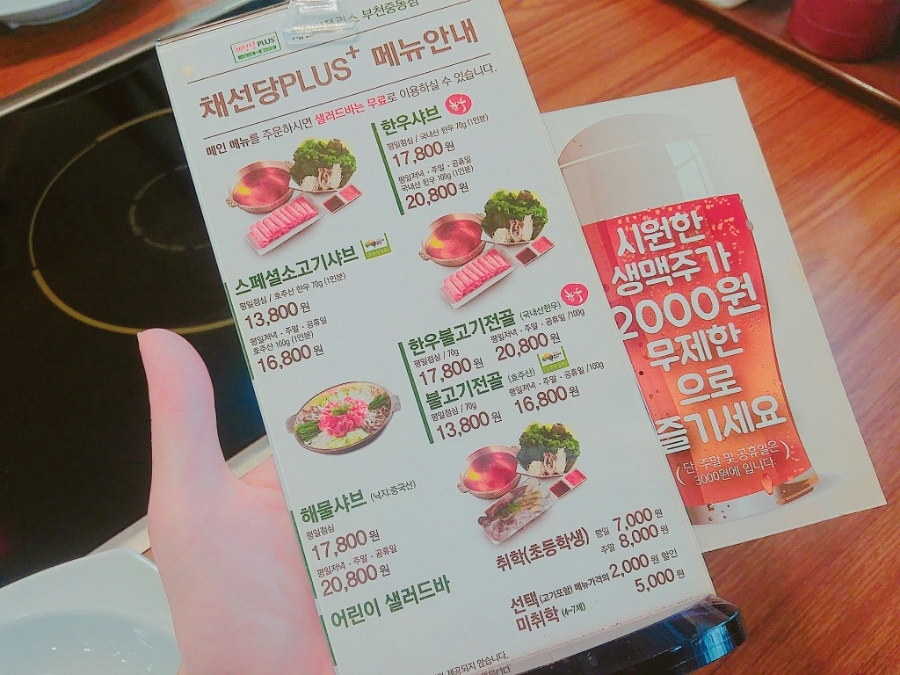 부천중동점
채선당PLUS+ 메뉴안내
메인 메뉴를 주문하시면 샐러드바는 무료로 이용하실 수 있습니다.
한우샤브
평일점심 / 국내산 한우 70g (1인분)
17,800 원
평일저녁 · 주말 · 공휴일
국내산 한우 100g (1인분)
20,800 원
스페셜소고기샤브
평일점심 / 호주산 한우 70g (1인분)
13,800 원
평일저녁 · 주말 · 공휴일
호주산 100g (1인분)
16,800 원
한우불고기전골 (국내산한우)
평일점심 / 70g
17,800 원
평일저녁 · 주말 · 공휴일 /100g
20,800 원
불고기전골 (호주산)
평일점심 / 70g
13,800 원
평일저녁 · 주말 · 공휴일 /100g
16,800 원
해물샤브 (낙지:중국산)
평일점심
17,800 원
평일저녁 · 주말 · 공휴일
20,800 원
어린이 샐러드바
취학(초등학생) 평일 7,000 원
주말 8,000 원
선택(고기포함) 메뉴가격의 2,000 원 할인
미취학 (4~7세) 5,000 원
제공되지 않습니다.
시원한
생맥주가
2000원
무제한
으로
즐기세요
( 단, 주말 및 공휴일은
3000원에 입니다. )